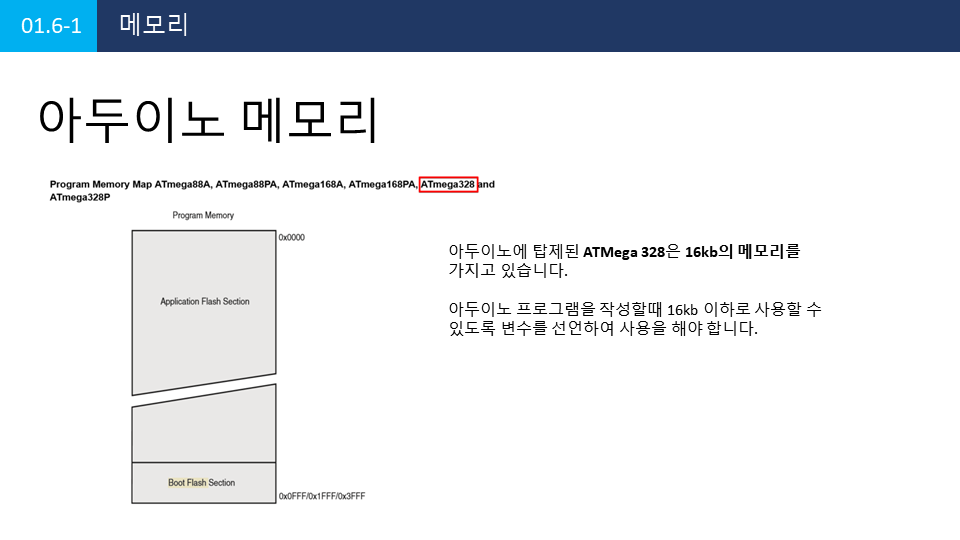 01.6-1 메모리
아두이노 메모리
Program Memory Map ATmega88A, ATmega88PA, ATmega168A, ATmega168PA, ATmega328 and
ATmega328P
Program Memory
0x0000
Application Flash Section
Boot Flash Section
0x0FFF/0x1FFF/0x3FFF
아두이노에 탑제된 ATMega 328은 16kb의 메모리를
가지고 있습니다.
아두이노 프로그램을 작성할때 16kb 이하로 사용할 수
있도록 변수를 선언하여 사용을 해야 합니다.